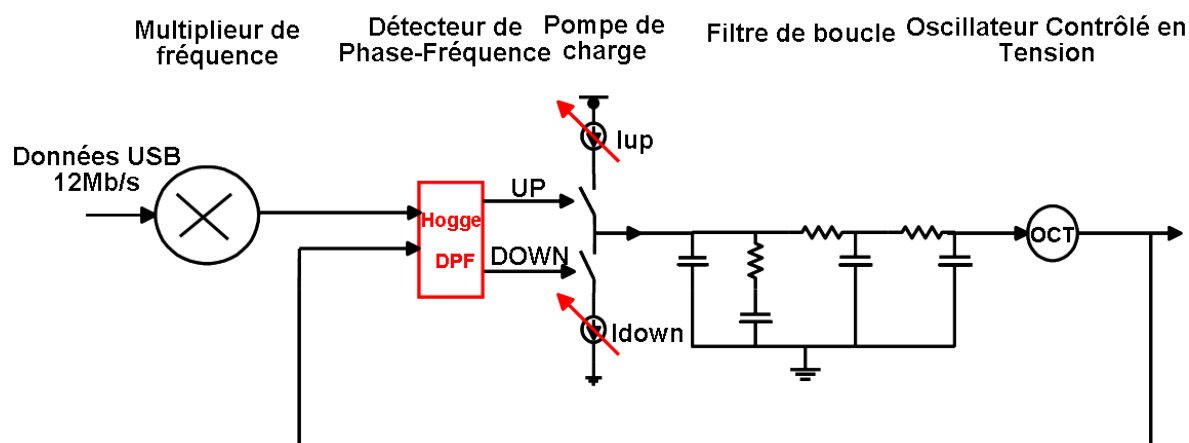 Multiplieur de
fréquence
Détecteur de
Phase-Fréquence
Pompe de
charge
Filtre de boucle
Oscillateur Contrôlé en
Tension
Données USB
12Mb/s
Iup
UP
Hogge
DPF
DOWN
Idown
OCT